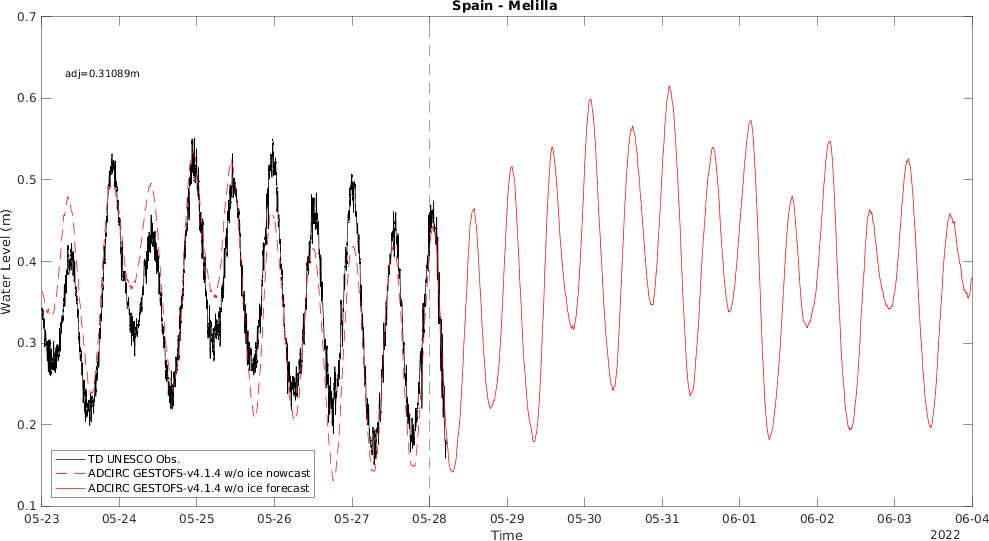 Spain - Melilla
0.7
0.6
0.5
0.4
0.3
0.2
0.1
Water Level (m)
adj=0.31089m
TD UNESCO Obs.
ADCIRC GESTOFS-v4.1.4 w/o ice nowcast
ADCIRC GESTOFS-v4.1.4 w/o ice forecast
05-23 05-24 05-25 05-26 05-27 05-28 05-29 05-30 05-31 06-01 06-02 06-03 06-04
Time
2022